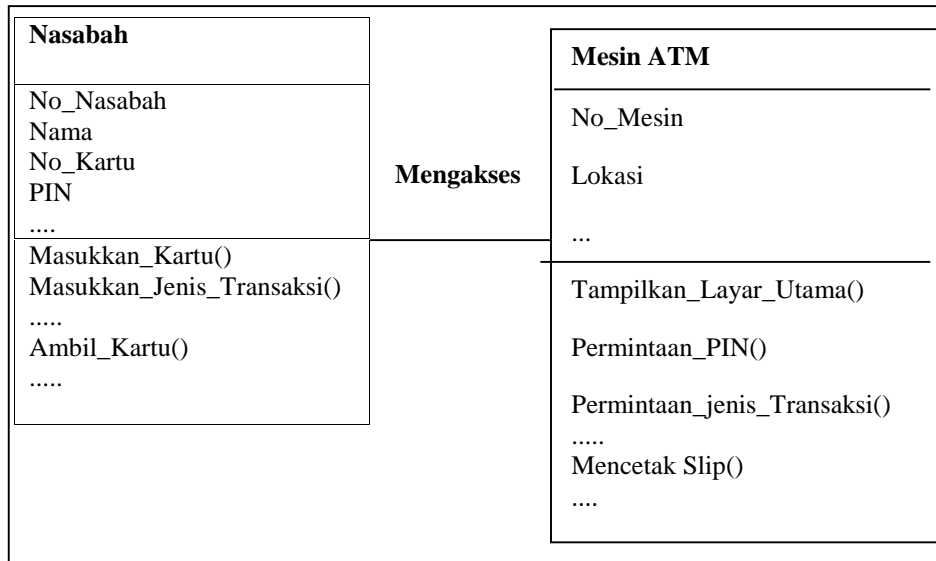 Nasabah
No_Nasabah
Nama
No_Kartu
PIN
....
Masukkan_Kartu()
Masukkan_Jenis_Transaksi()
.....
Ambil_Kartu()
.....
Mengakses
Mesin ATM
No_Mesin
Lokasi
...
Tampilkan_Layar_Utama()
Permintaan_PIN()
Permintaan_jenis_Transaksi()
.....
Mencetak Slip()
....